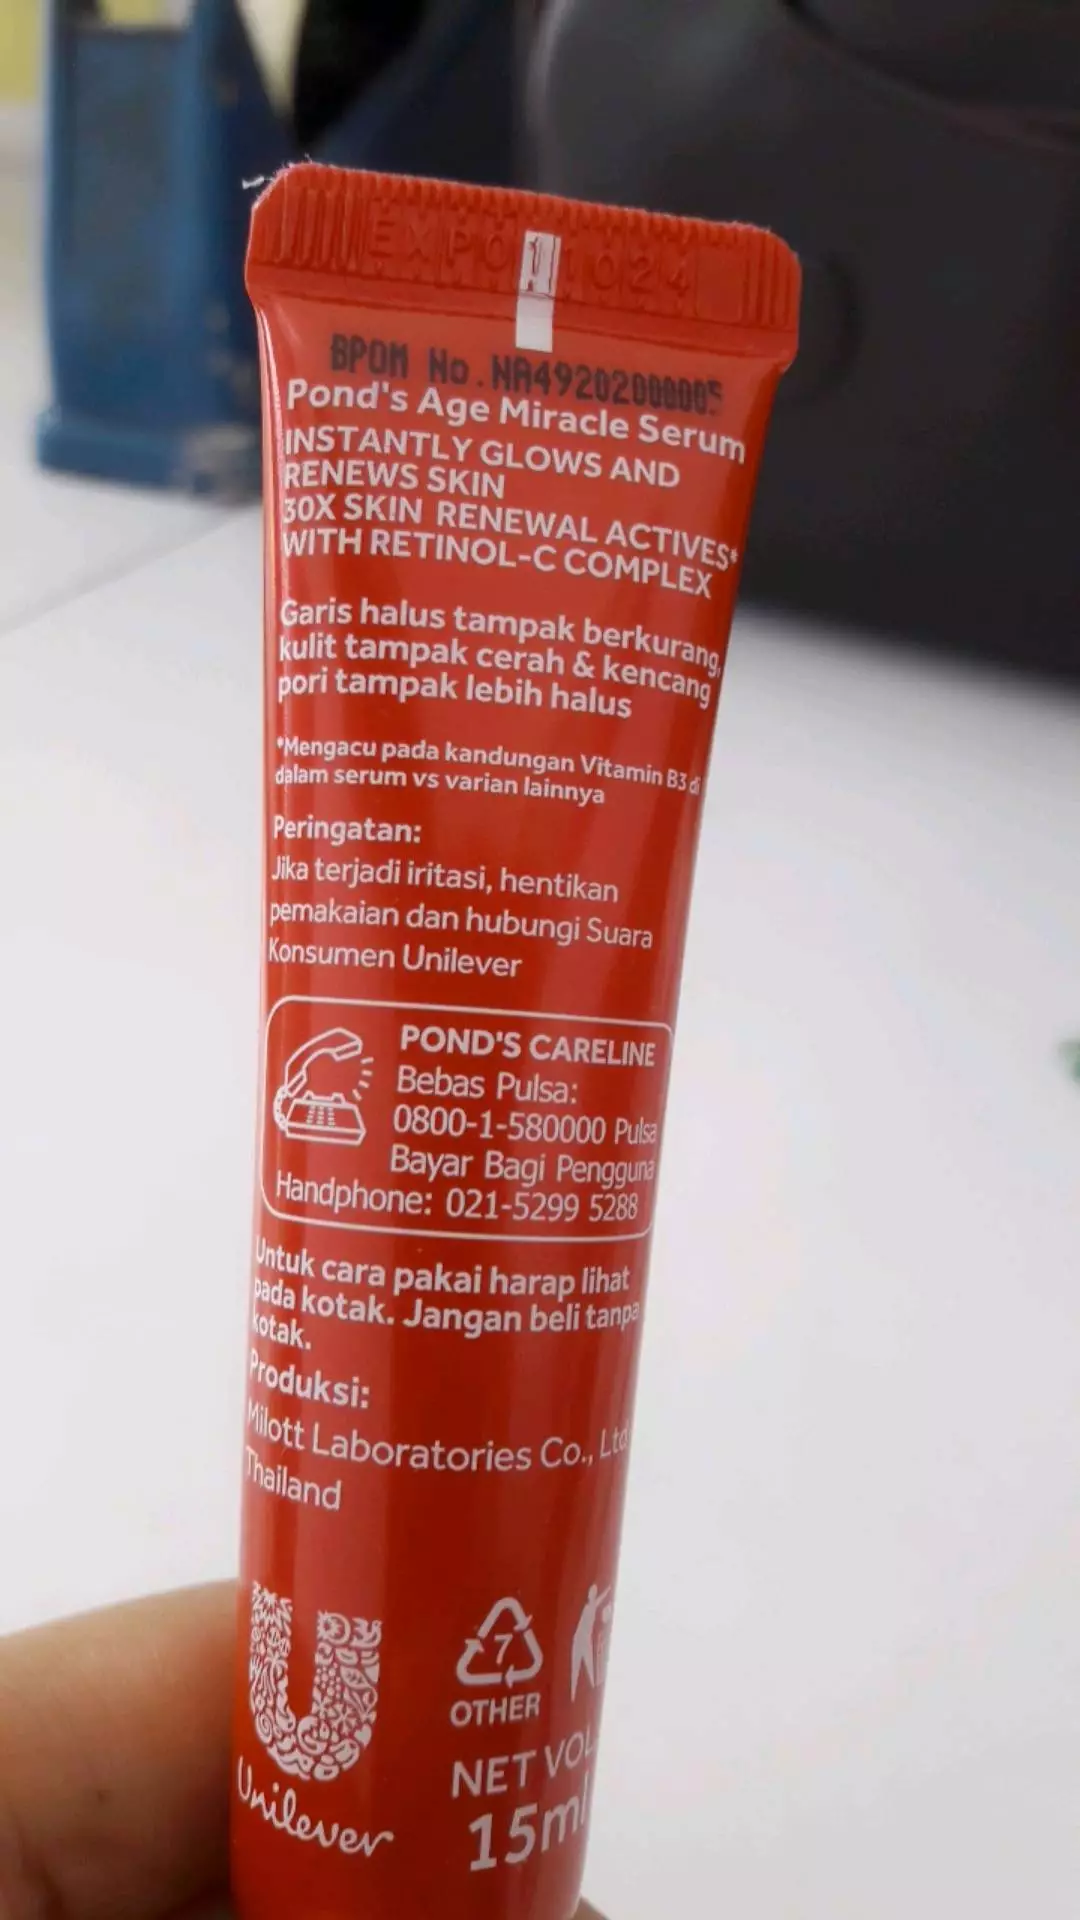 EXP011024
BPOM No.NA49202000005
Pond's Age Miracle Serum
INSTANTLY GLOWS AND
RENEWS SKIN
30X SKIN RENEWAL ACTIVES*
WITH RETINOL-C COMPLEX
Garis halus tampak berkurang,
kulit tampak cerah & kencang
pori tampak lebih halus
*Mengacu pada kandungan Vitamin B3 di
dalam serum vs varian lainnya
Peringatan:
Jika terjadi iritasi, hentikan
pemakaian dan hubungi Suara
Konsumen Unilever
POND'S CARELINE
Bebas Pulsa:
0800-1-580000 Pulsa
Bayar Bagi Pengguna
Handphone: 021-5299 5288
Untuk cara pakai harap lihat
pada kotak. Jangan beli tanpa
kotak.
Produksi:
Milott Laboratories Co., Ltd
Thailand
7
OTHER
Unilever
NET VOL
15ml